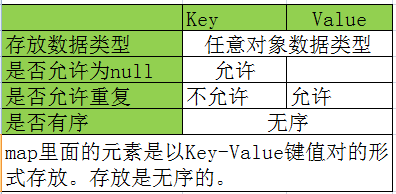 Key Value
存放数据类型 任意对象数据类型
是否允许为null 允许
是否允许重复 不允许 允许
是否有序 无序
map里面的元素是以Key-Value键值对的形
式存放。存放是无序的。